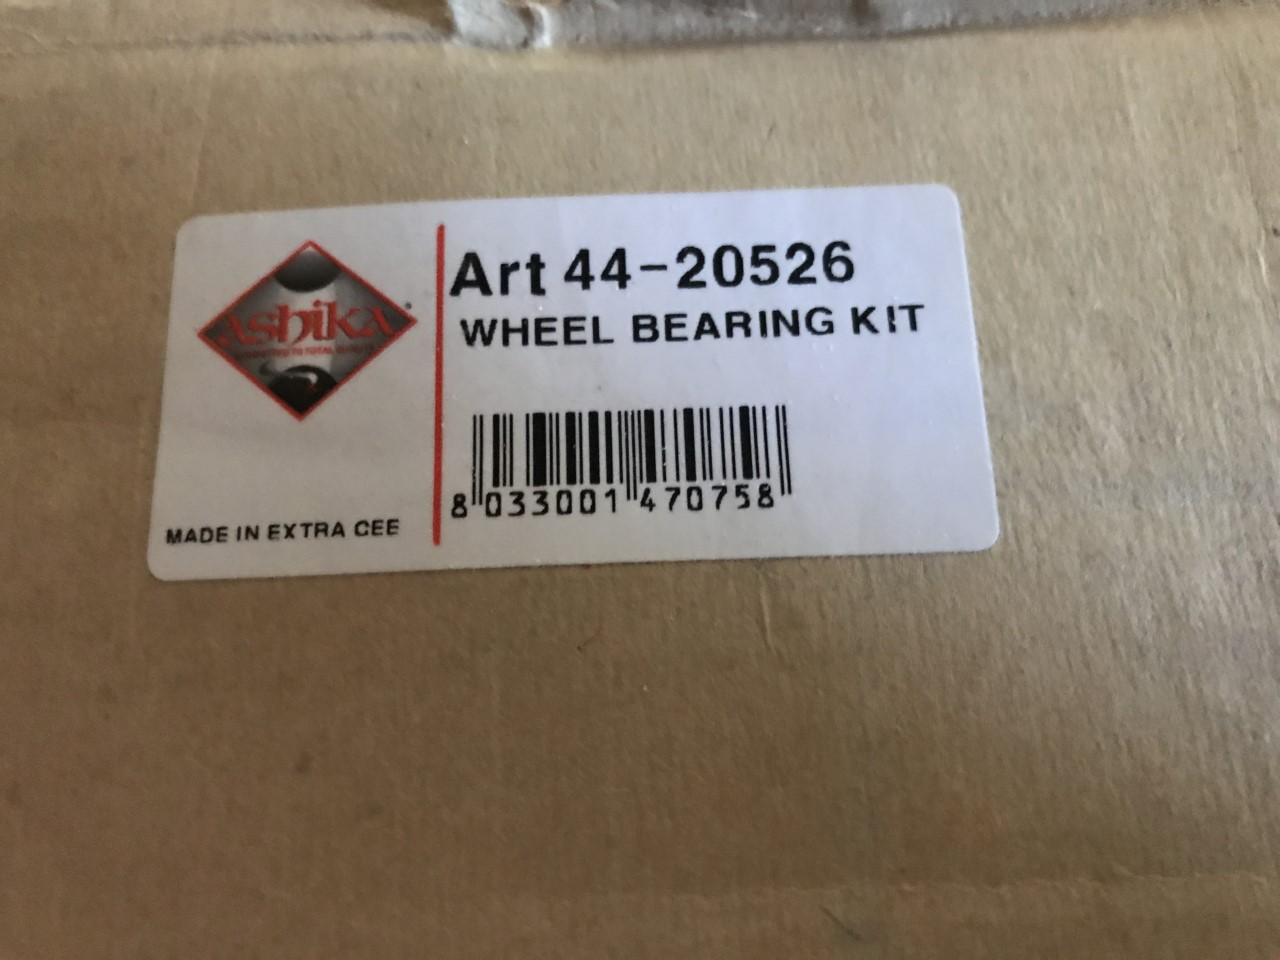 Ashika
Art 44-20526
WHEEL BEARING KIT
8 033001 470758
MADE IN EXTRA CEE